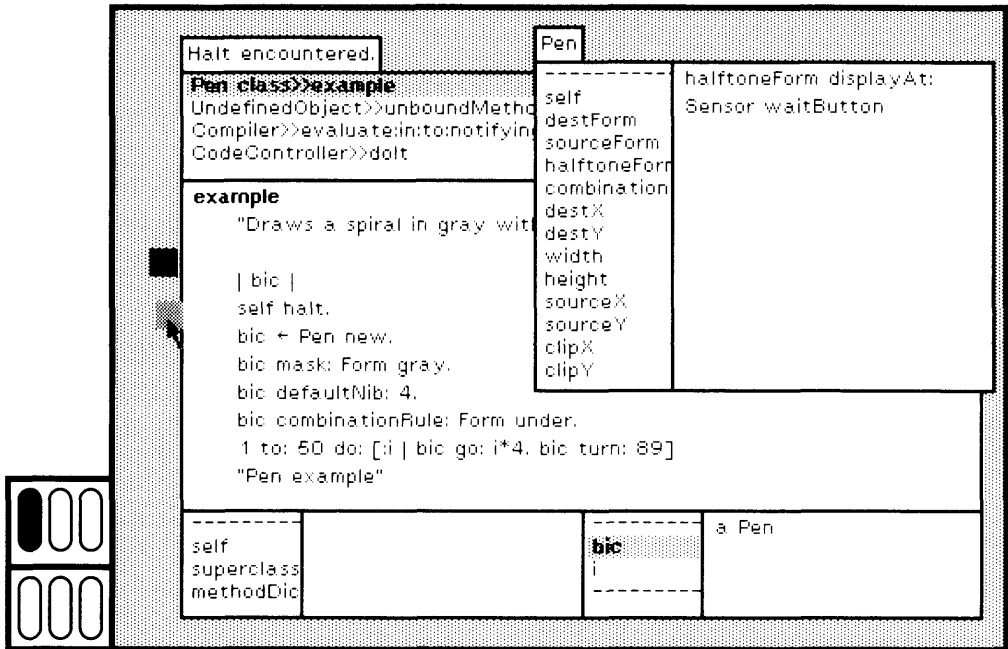 Halt encountered.
Pen class>>example
UndefinedObject>>unboundMetho
Compiler>>evaluate:in:to:notifying
CodeController>>doIt
example
"Draws a spiral in gray with
| bic |
self halt.
bic ← Pen new.
bic mask: Form gray.
bic defaultNib: 4.
bic combinationRule: Form under.
1 to: 50 do: [:i | bic go: i*4. bic turn: 89]
"Pen example"
Pen
------------
self
destForm
sourceForm
halftoneForm
combination
destX
destY
width
height
sourceX
sourceY
clipX
clipY
halftoneForm displayAt:
Sensor waitButton
------------
self
superclass
methodDic
------------
bic
i
------------
a Pen